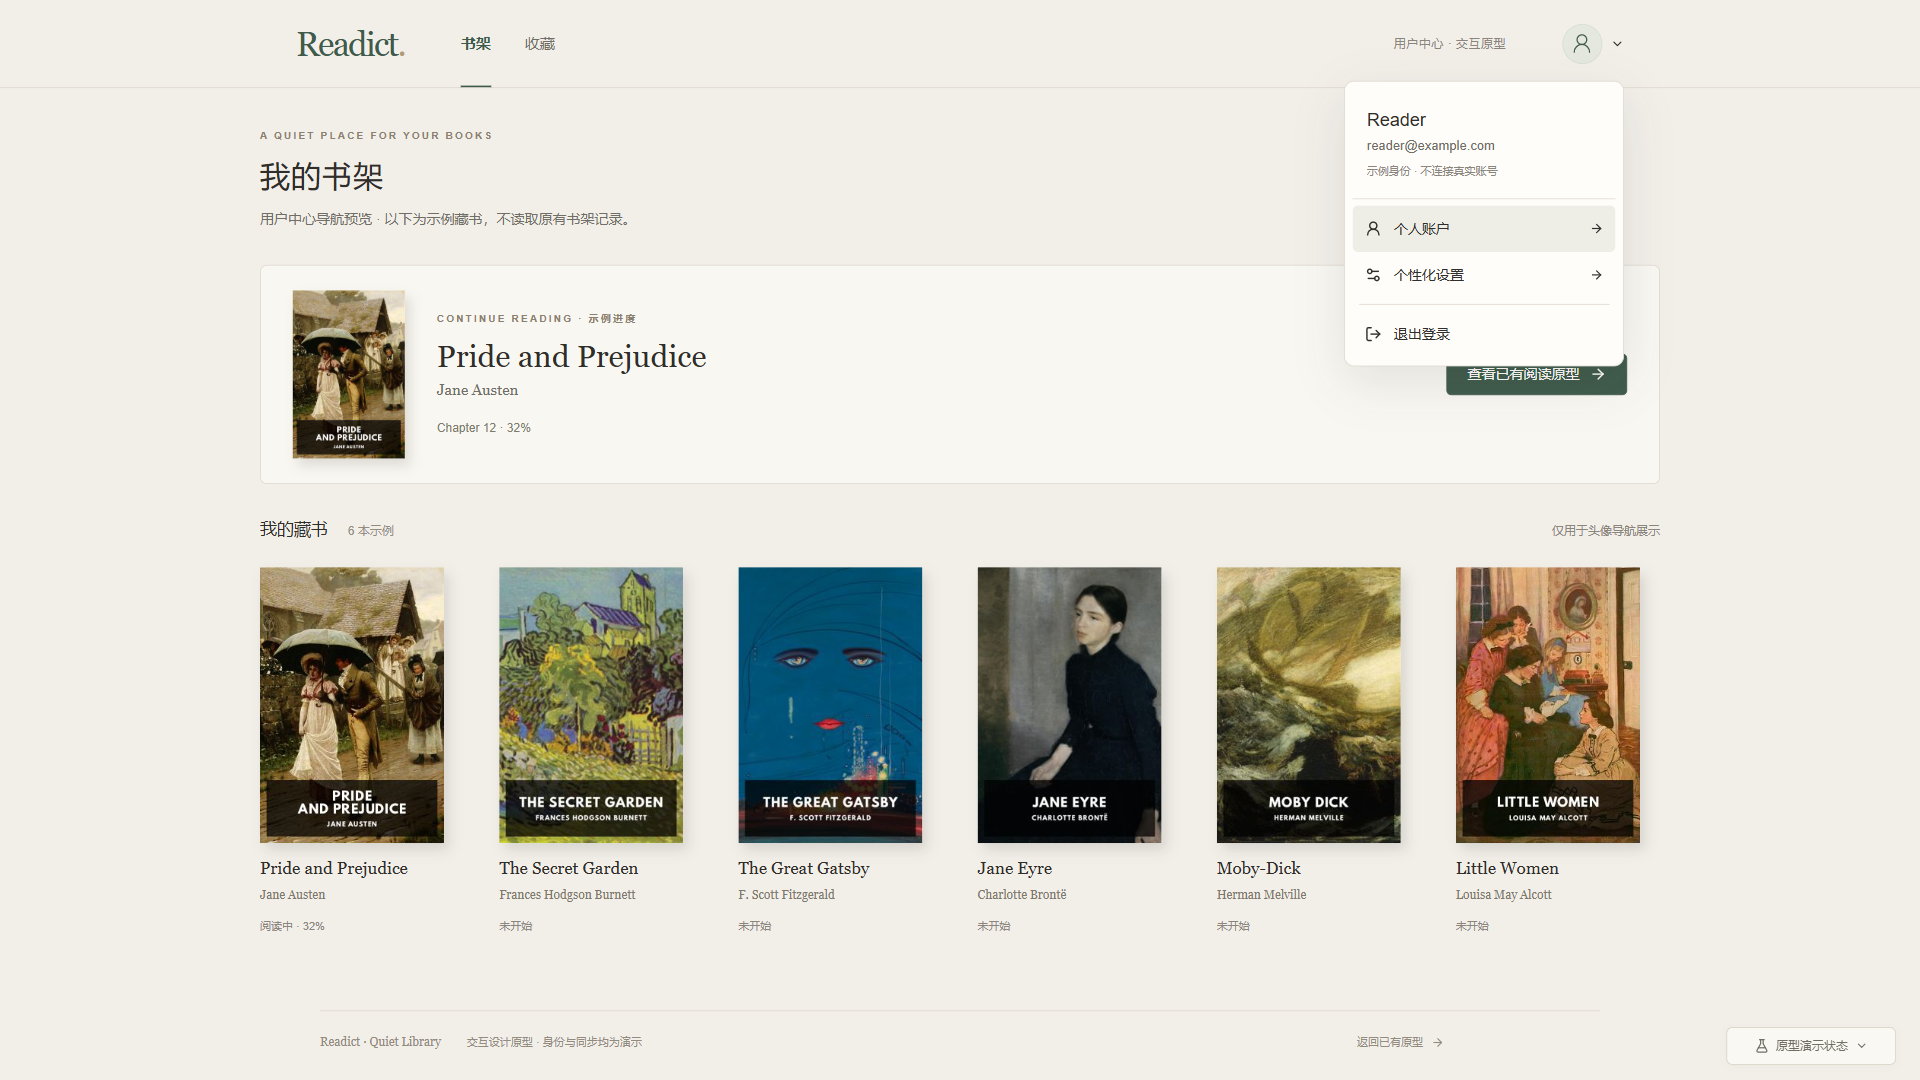 Readict.
书架
收藏
用户中心 · 交互原型
Reader
reader@example.com
示例身份 · 不连接真实账号
个人账户
个性化设置
退出登录
A QUIET PLACE FOR YOUR BOOKS
我的书架
用户中心导航预览 · 以下为示例藏书，不读取原有书架记录。
PRIDE
AND PREJUDICE
JANE AUSTEN
CONTINUE READING · 示例进度
Pride and Prejudice
Jane Austen
Chapter 12 · 32%
查看已有阅读原型
我的藏书
6 本示例
仅用于头像导航展示
PRIDE
AND PREJUDICE
JANE AUSTEN
THE SECRET GARDEN
FRANCES HODGSON BURNETT
THE GREAT GATSBY
F. SCOTT FITZGERALD
JANE EYRE
CHARLOTTE BRONTË
MOBY DICK
HERMAN MELVILLE
LITTLE WOMEN
LOUISA MAY ALCOTT
Pride and Prejudice
Jane Austen
阅读中 · 32%
The Secret Garden
Frances Hodgson Burnett
未开始
The Great Gatsby
F. Scott Fitzgerald
未开始
Jane Eyre
Charlotte Brontë
未开始
Moby-Dick
Herman Melville
未开始
Little Women
Louisa May Alcott
未开始
Readict · Quiet Library
交互设计原型 · 身份与同步均为演示
返回已有原型
原型演示状态